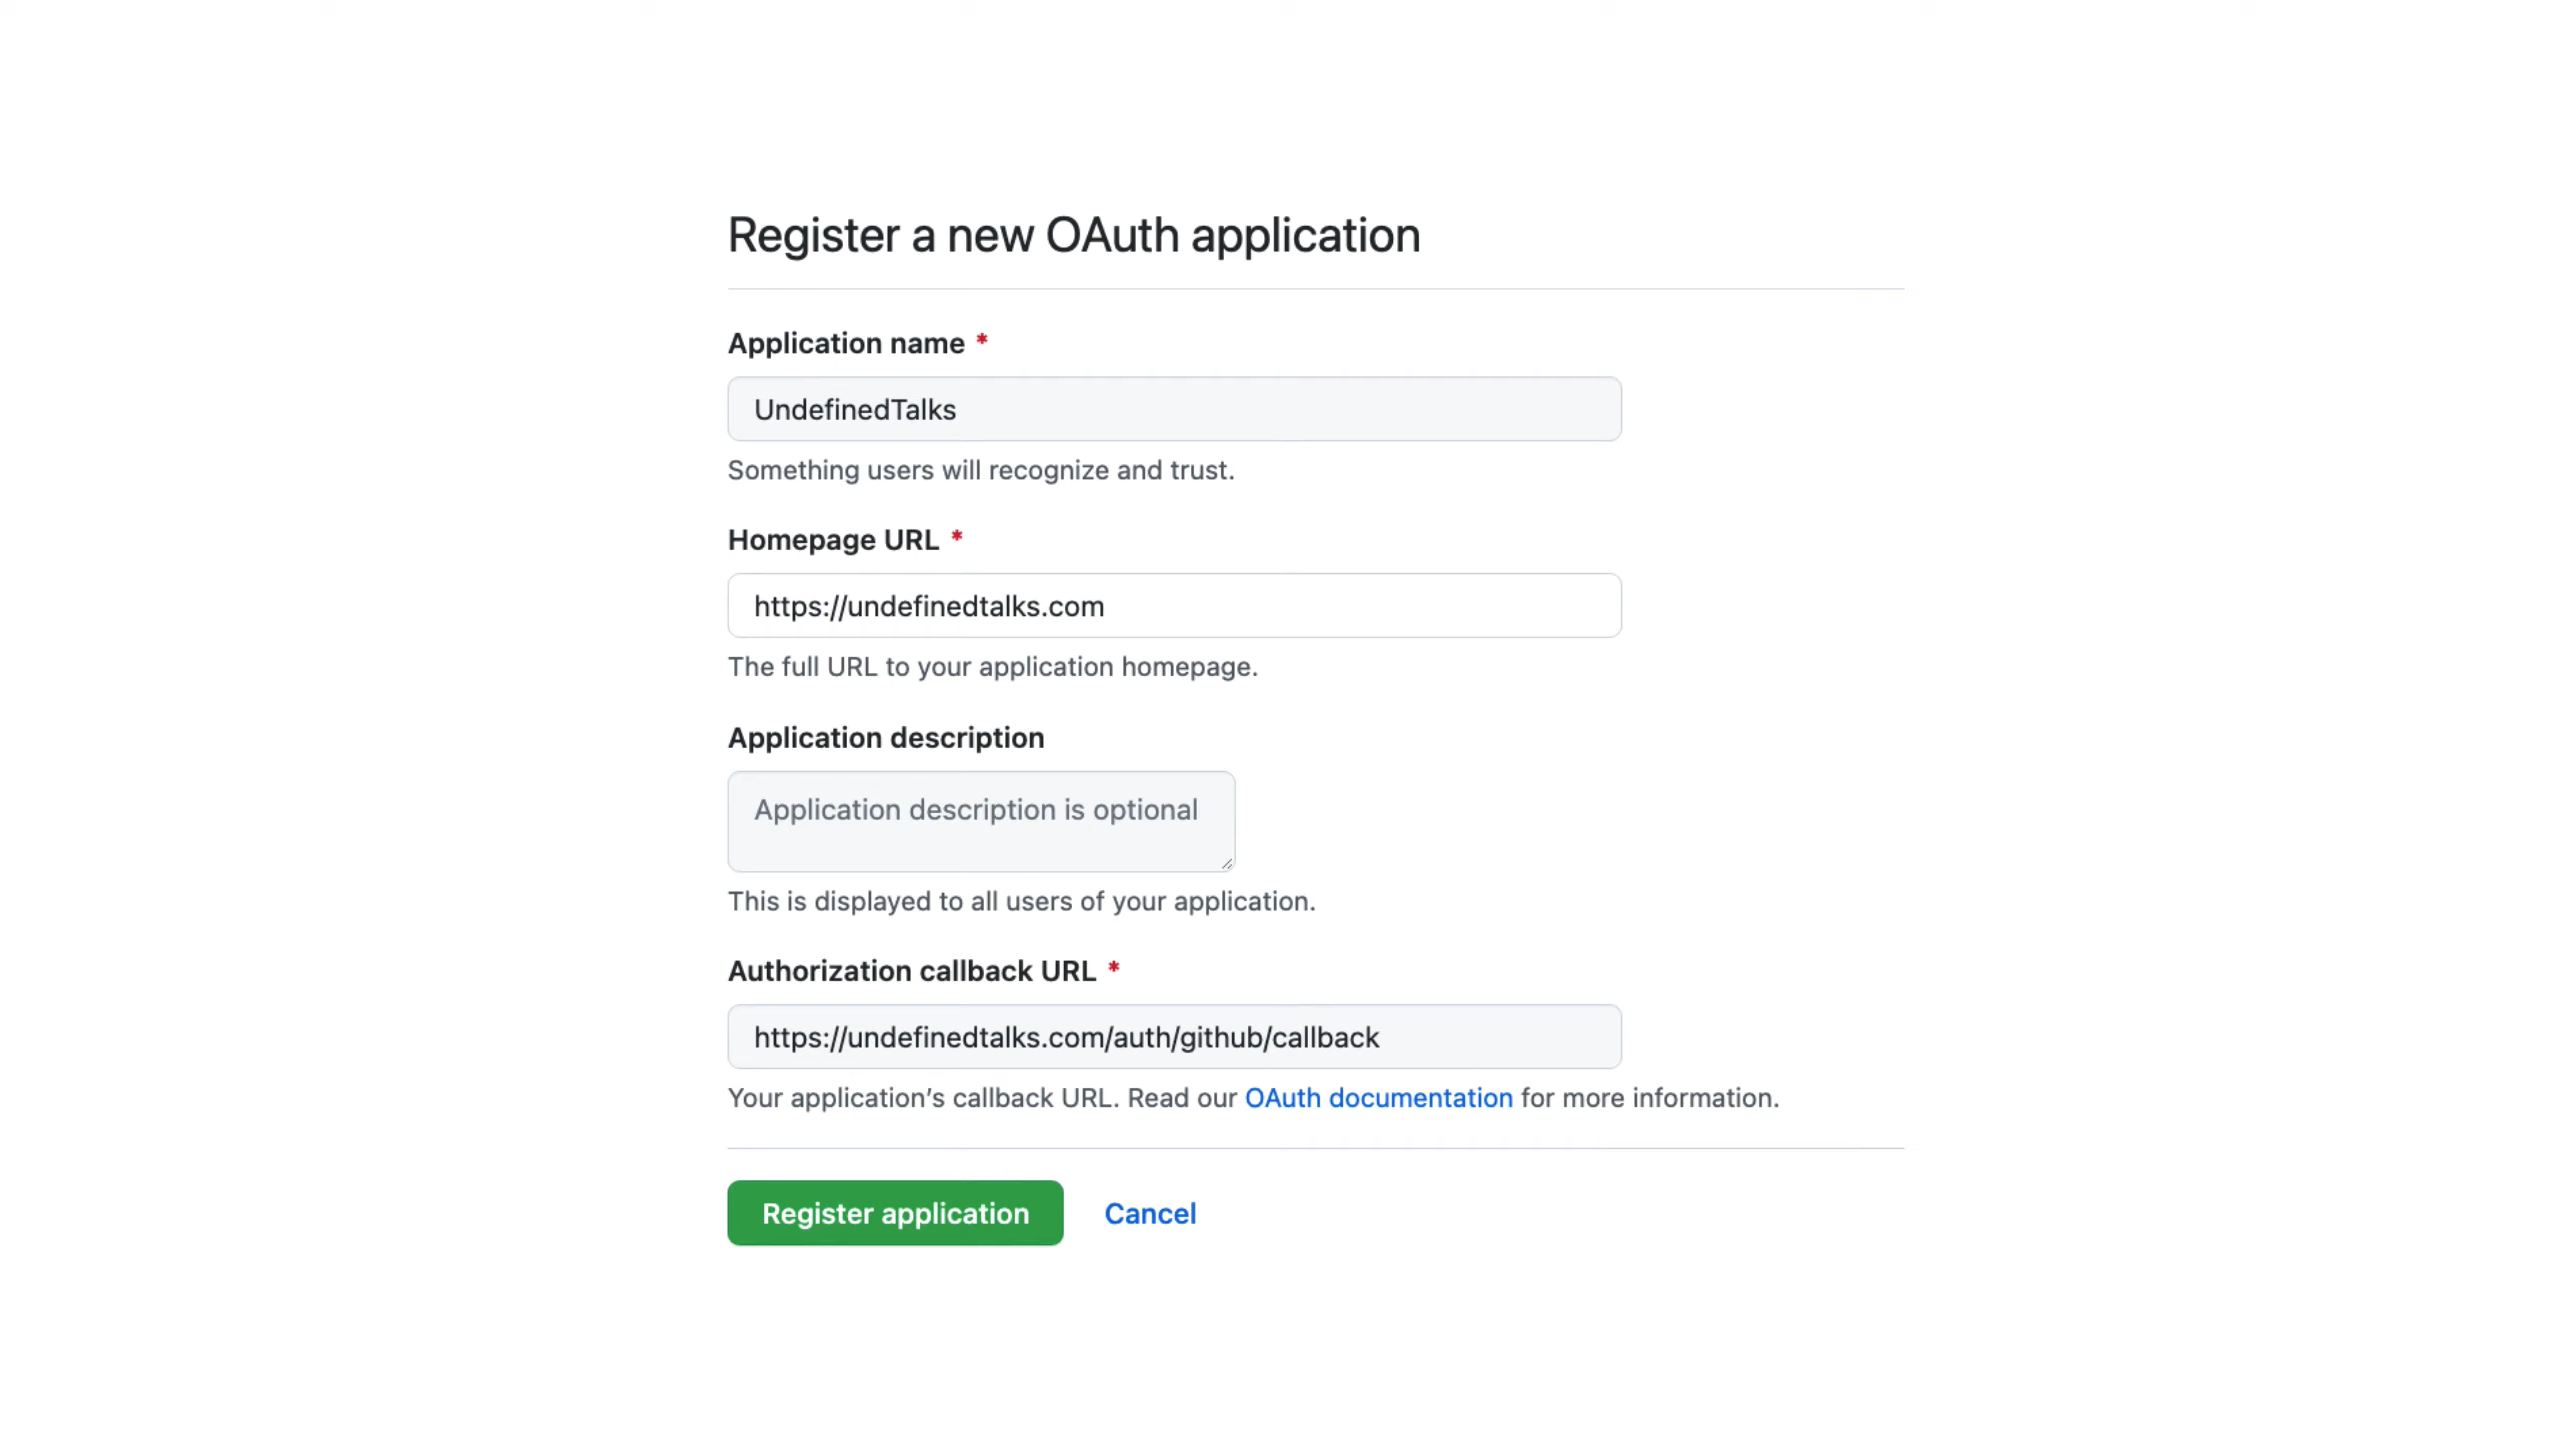 Register a new OAuth application
Application name *
UndefinedTalks
Something users will recognize and trust.
Homepage URL *
https://undefinedtalks.com
The full URL to your application homepage.
Application description
Application description is optional
This is displayed to all users of your application.
Authorization callback URL *
https://undefinedtalks.com/auth/github/callback
Your application’s callback URL. Read our OAuth documentation for more information.
Register application Cancel